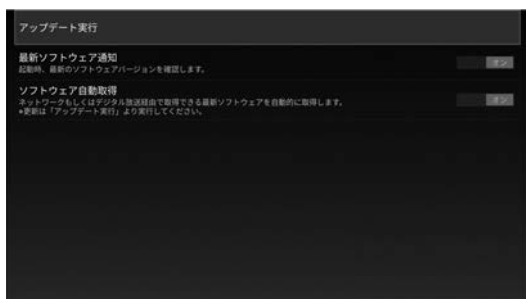 アップデート実行
最新ソフトウェア通知
起動時、最新のソフトウェアバージョンを確認します。
オン
ソフトウェア自動取得
ネットワークもしくはデジタル放送経由で取得できる最新ソフトウェアを自動的に取得します。
オン
*更新は「アップデート実行」より実行してください。